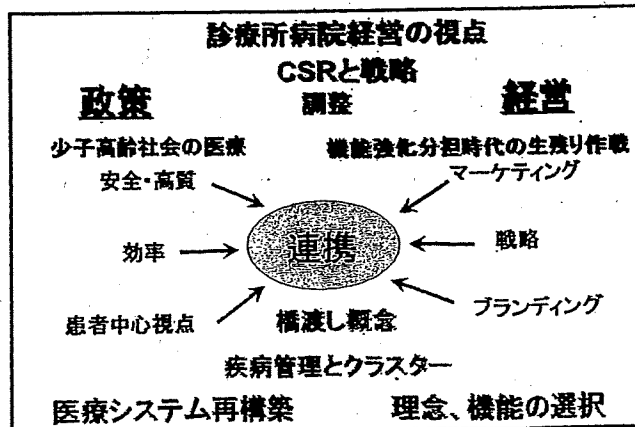 診療所病院経営の視点
CSRと戦略
政策 調整 経営
少子高齢社会の医療 機能強化分担時代の生残り作戦
安全・高質 マーケティング
効率 連携 戦略
患者中心視点 橋渡し概念 ブランディング
疾病管理とクラスター
医療システム再構築 理念、機能の選択